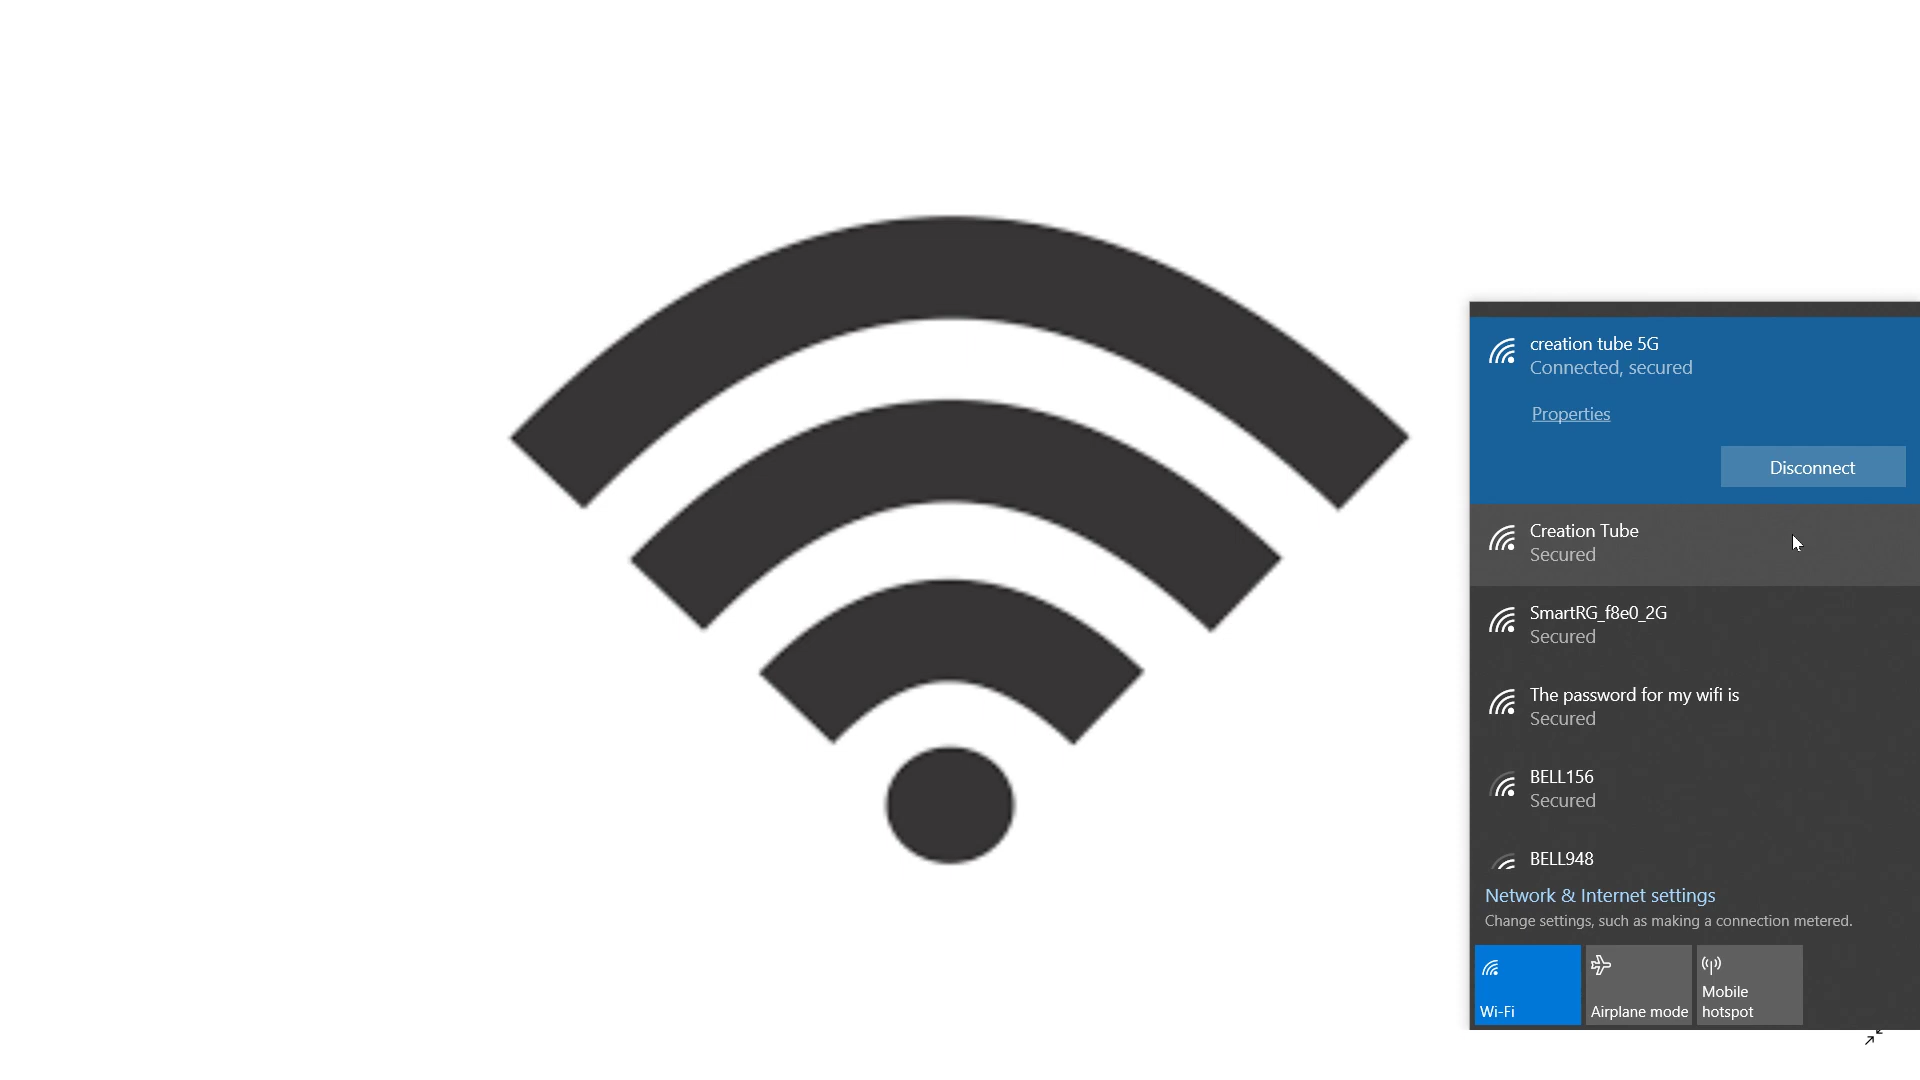 creation tube 5G
Connected, secured
Properties
Disconnect
Creation Tube
Secured
SmartRG_f8e0_2G
Secured
The password for my wifi is
Secured
BELL156
Secured
BELL948
Network & Internet settings
Change settings, such as making a connection metered.
Wi-Fi
Airplane mode
Mobile
hotspot